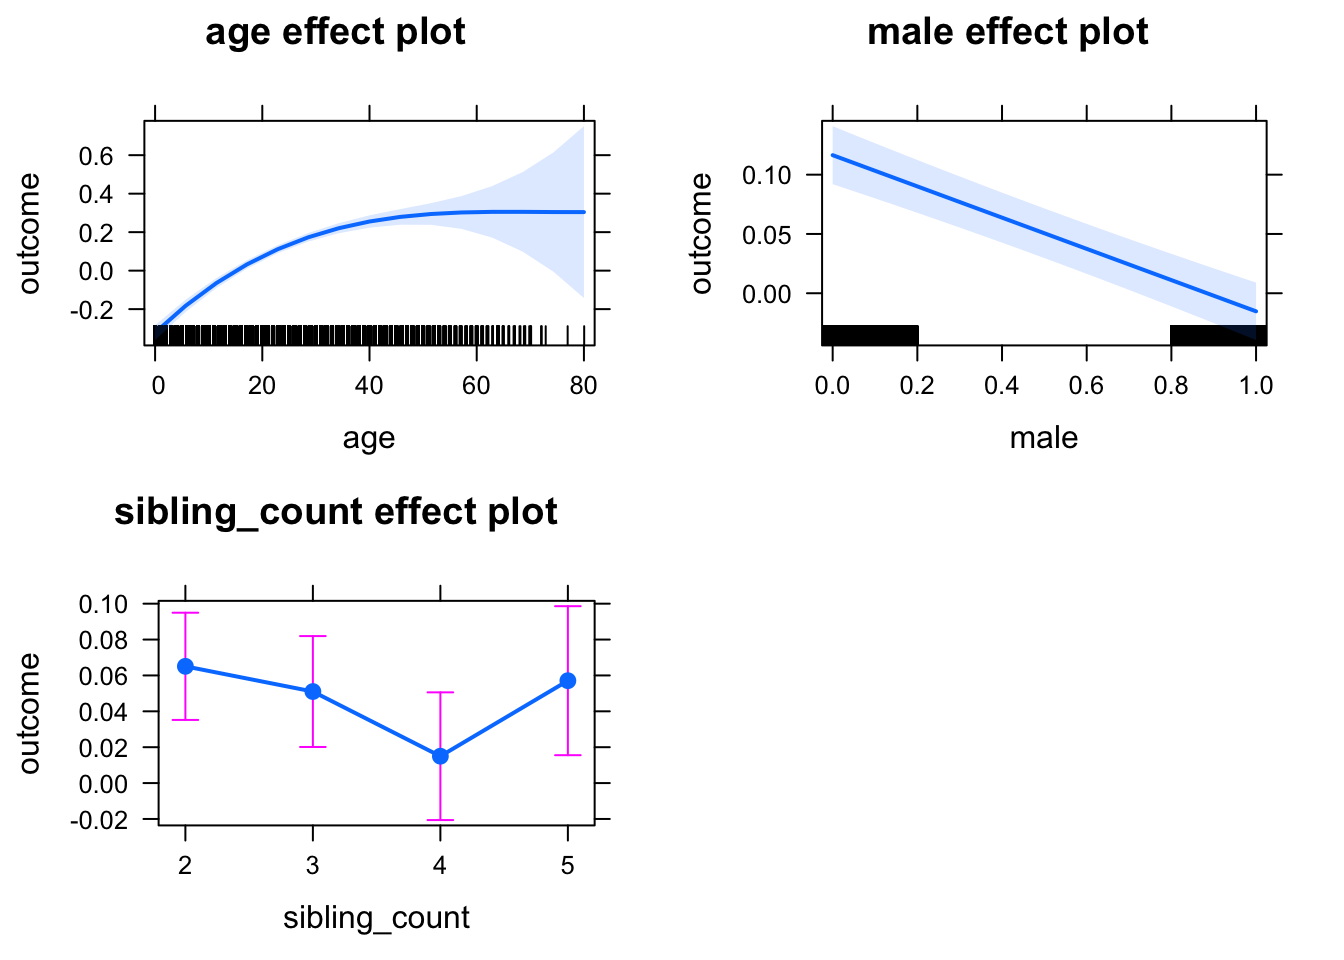 age effect plot
outcome
0.6
0.4
0.2
0.0
-0.2
0 20 40 60 80
age
male effect plot
outcome
0.10
0.05
0.00
0.0 0.2 0.4 0.6 0.8 1.0
male
sibling_count effect plot
outcome
0.10
0.08
0.06
0.04
0.02
0.00
-0.02
2 3 4 5
sibling_count